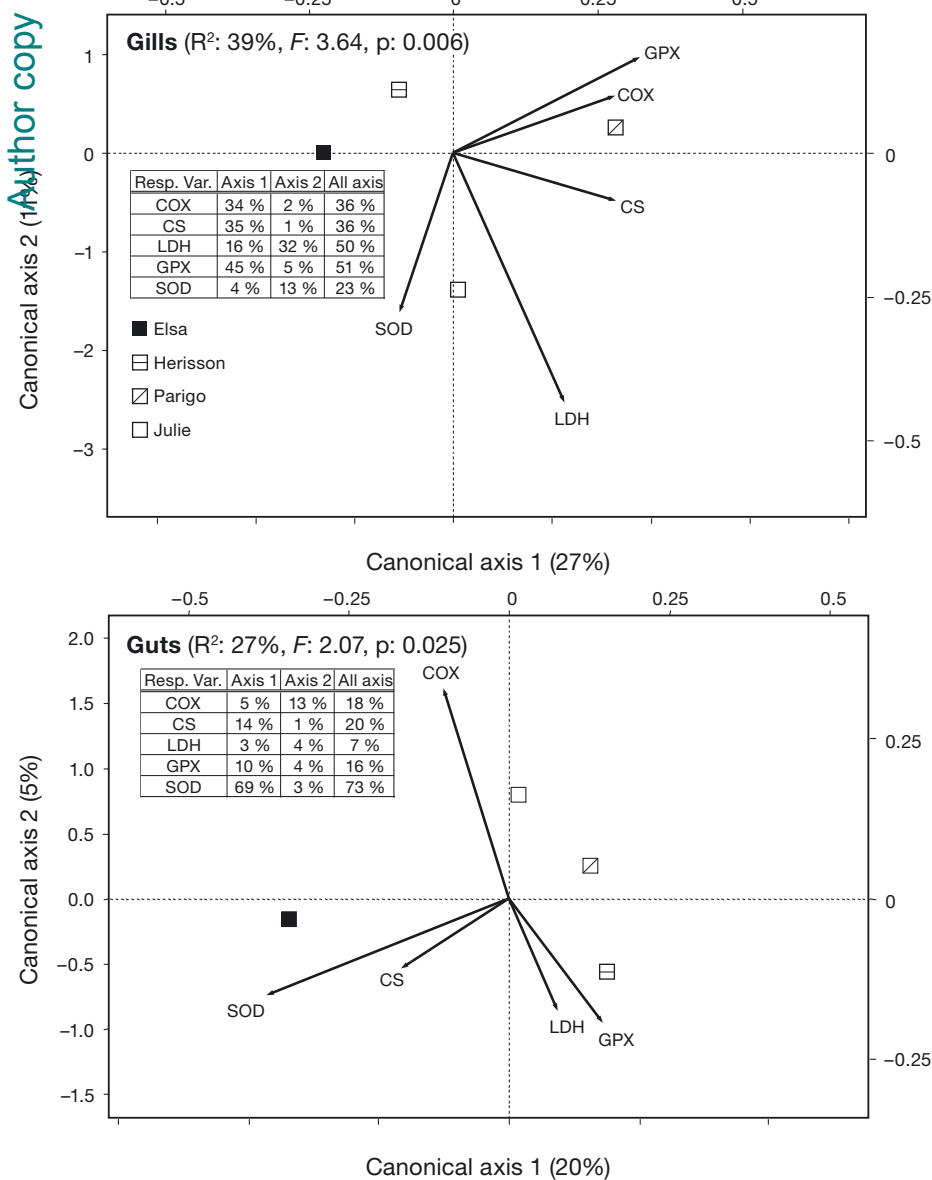 Author copy
−0.5 −0.25 0 0.25 0.5
Gills (R²: 39%, F: 3.64, p: 0.006)
1
0
−1
−2
−3
Canonical axis 2 (11%)
GPX
COX
CS
SOD
LDH
0
−0.25
−0.5
Resp. Var. Axis 1 Axis 2 All axis
COX 34 % 2 % 36 %
CS 35 % 1 % 36 %
LDH 16 % 32 % 50 %
GPX 45 % 5 % 51 %
SOD 4 % 13 % 23 %
Elsa
Herisson
Parigo
Julie
Canonical axis 1 (27%)
−0.5 −0.25 0 0.25 0.5
Guts (R²: 27%, F: 2.07, p: 0.025)
2.0
1.5
1.0
0.5
0.0
−0.5
−1.0
−1.5
Canonical axis 2 (5%)
Resp. Var. Axis 1 Axis 2 All axis
COX 5 % 13 % 18 %
CS 14 % 1 % 20 %
LDH 3 % 4 % 7 %
GPX 10 % 4 % 16 %
SOD 69 % 3 % 73 %
COX
CS
SOD
LDH
GPX
0.25
0
−0.25
Canonical axis 1 (20%)